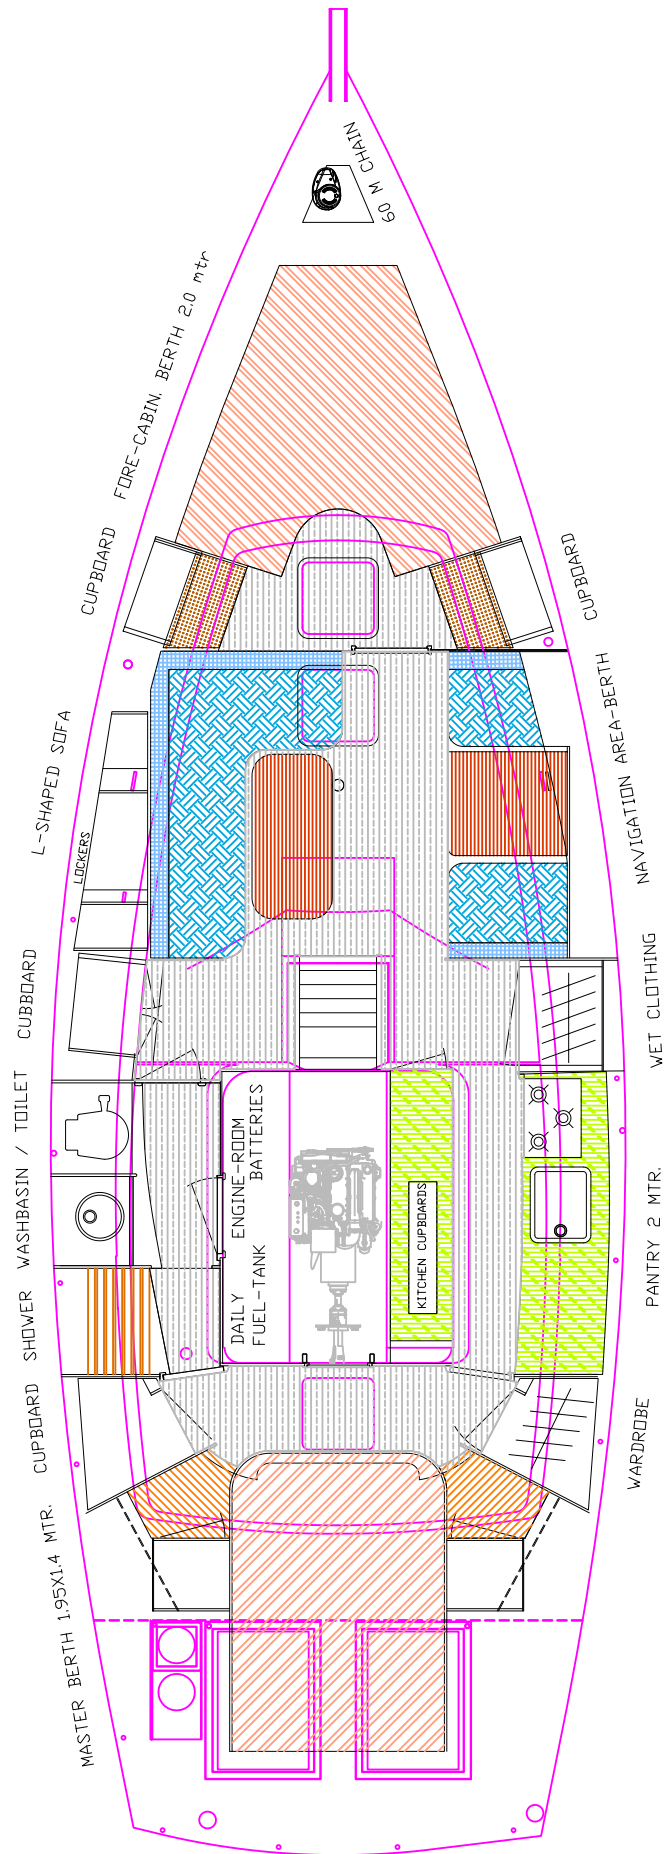 60 M CHAIN
FORE-CABIN. BERTH 2.0 mtr
CUPBOARD
CUPBOARD
L-SHAPED SOFA
NAVIGATION AREA-BERTH
LOCKERS
CUBBOARD
WET CLOTHING
WASHBASIN / TOILET
ENGINE-ROOM
BATTERIES
DAILY
FUEL-TANK
KITCHEN CUPBOARDS
PANTRY 2 MTR.
SHOWER
CUPBOARD
WARDROBE
MASTER BERTH 1.95X1.4 MTR.